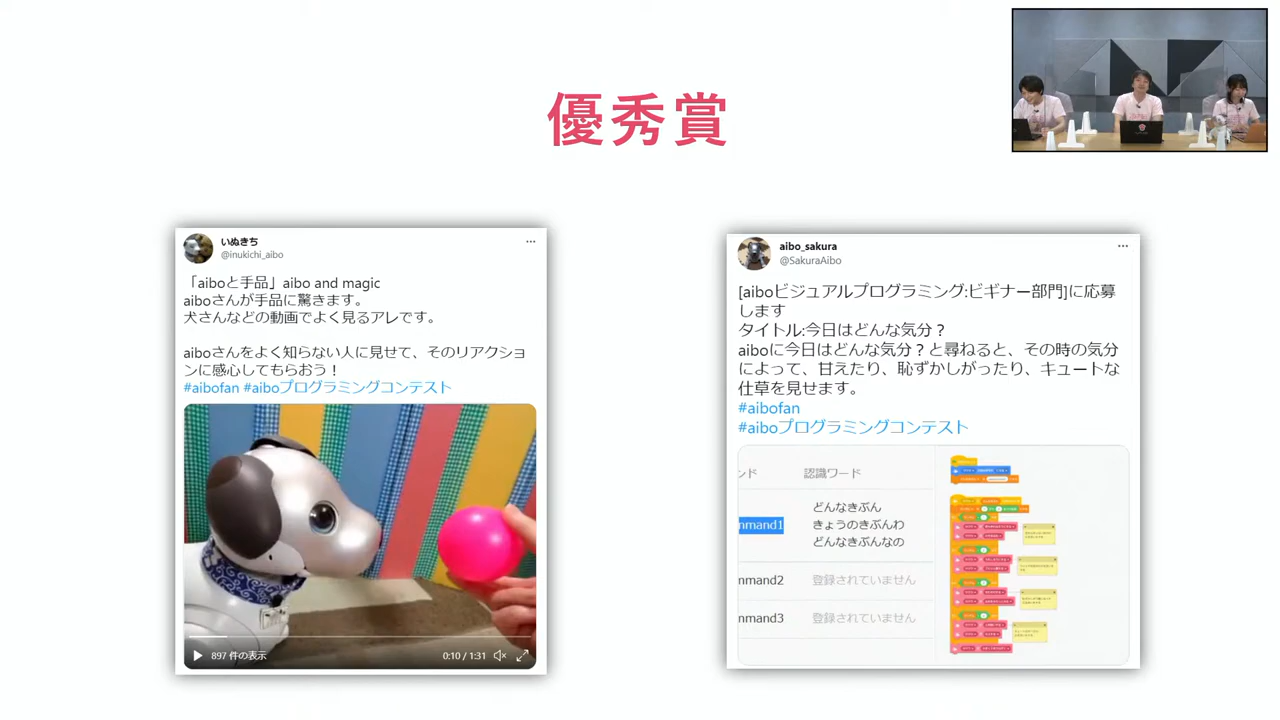 優秀賞
いぬきち
@inukichi_aibo
「aiboと手品」aibo and magic
aiboさんが手品に驚きます。
犬さんなどの動画でよく見るアレです。
aiboさんをよく知らない人に見せて、そのリアクショ
ンに感心してもらおう！
#aibofan #aiboプログラミングコンテスト
897 件の表示
0:10 / 1:31
aibo_sakura
@SakuraAibo
[aiboビジュアルプログラミング:ビギナー部門]に応募
します
タイトル:今日はどんな気分？
aiboに今日はどんな気分？と尋ねると、その時の気分
によって、甘えたり、恥ずかしがったり、キュートな
仕草を見せます。
#aibofan
#aiboプログラミングコンテスト
ンド 認識ワード
どんなきぶん
mmand1 きょうのきぶんわ
どんなきぶんなの
mmand2 登録されていません
mmand3 登録されていません